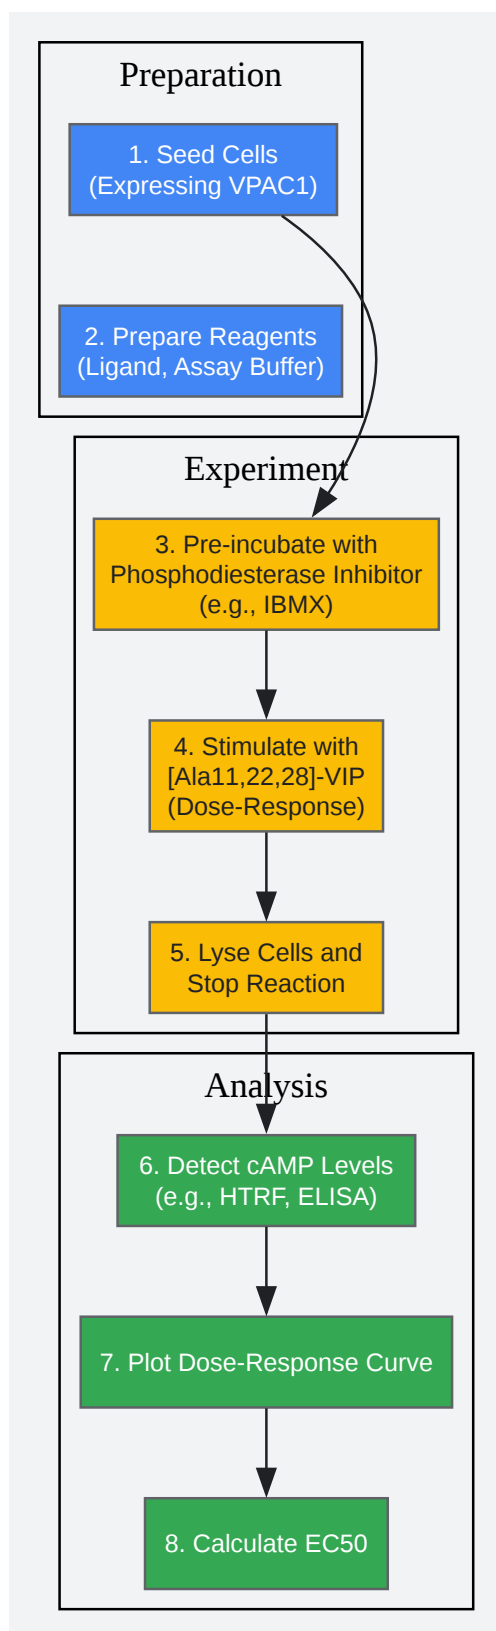 Preparation
1. Seed Cells
(Expressing VPAC1)
2. Prepare Reagents
(Ligand, Assay Buffer)
Experiment
3. Pre-incubate with
Phosphodiesterase Inhibitor
(e.g., IBMX)
4. Stimulate with
[Ala11,22,28]-VIP
(Dose-Response)
5. Lyse Cells and
Stop Reaction
Analysis
6. Detect cAMP Levels
(e.g., HTRF, ELISA)
7. Plot Dose-Response Curve
8. Calculate EC50